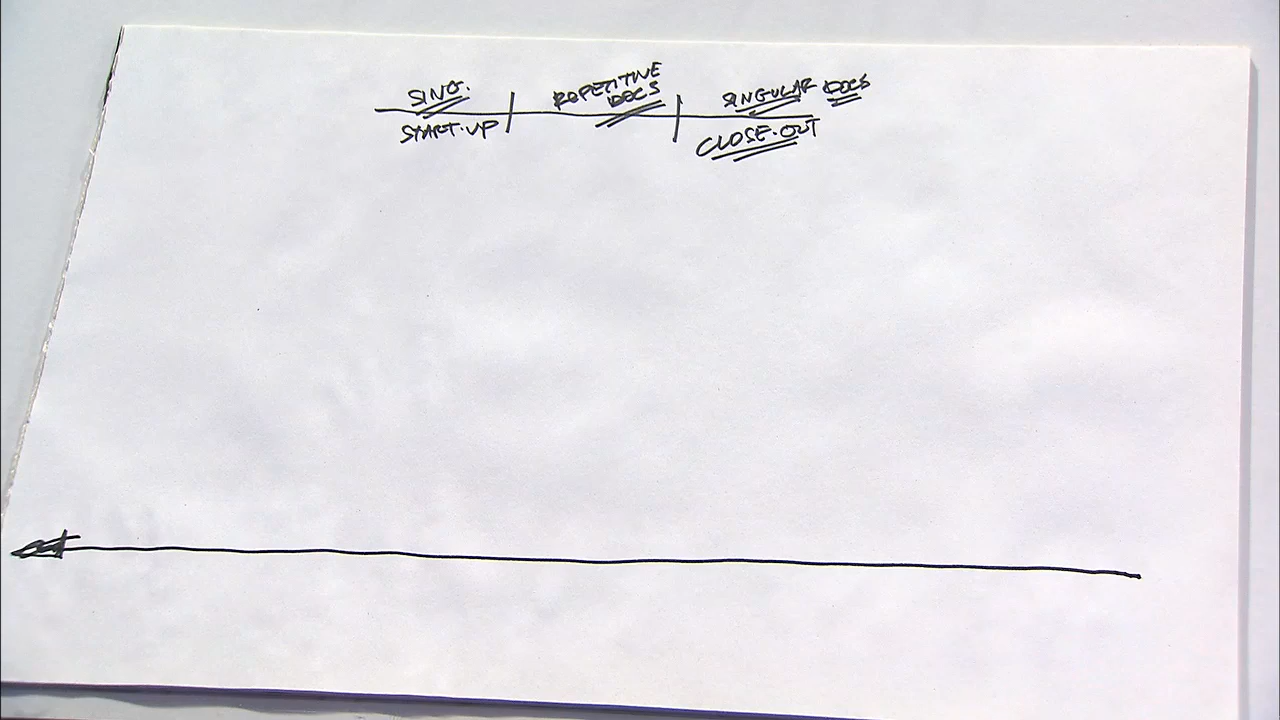 SING.
START-UP
REPETITIVE
DOCS
SINGULAR DOCS
CLOSE-OUT